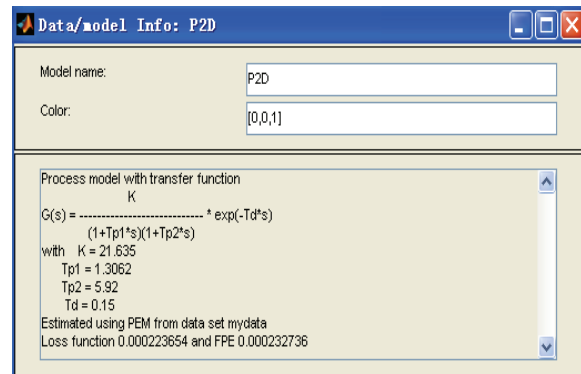 Data/model Info: P2D
Model name:
P2D
Color:
[0,0,1]
Process model with transfer function
K
G(s) = --------------------------- * exp(-Td*s)
(1+Tp1*s)(1+Tp2*s)
with K = 21.635
Tp1 = 1.3062
Tp2 = 5.92
Td = 0.15
Estimated using PEM from data set mydata
Loss function 0.000223654 and FPE 0.000232736